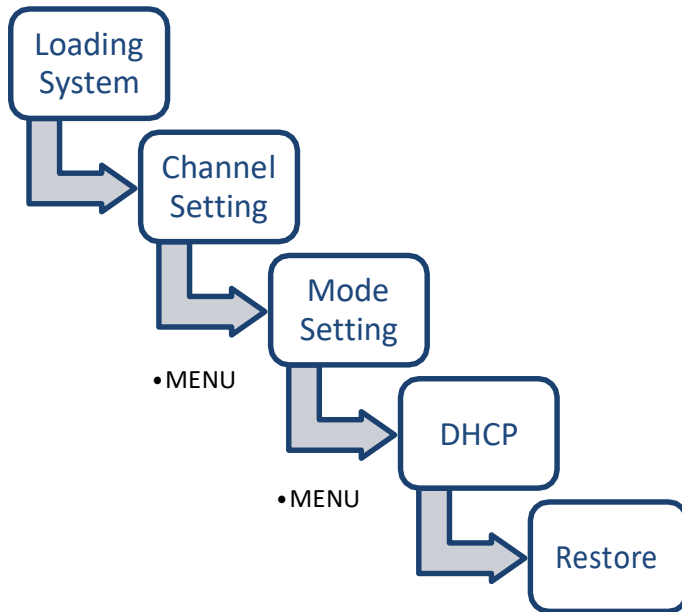 Loading
System
Channel
Setting
Mode
Setting
•MENU
DHCP
•MENU
Restore